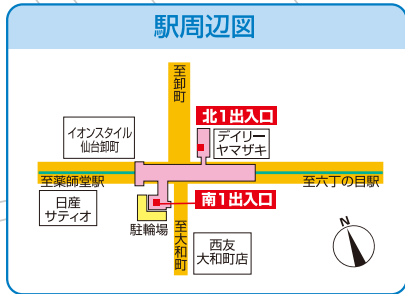 駅周辺図
至卸町
北1出入口
イオンスタイル
仙台卸町
デイリー
ヤマザキ
至薬師堂駅
至六丁の目駅
日産
サティオ
南1出入口
駐輪場
至大和町
西友
大和町店
N